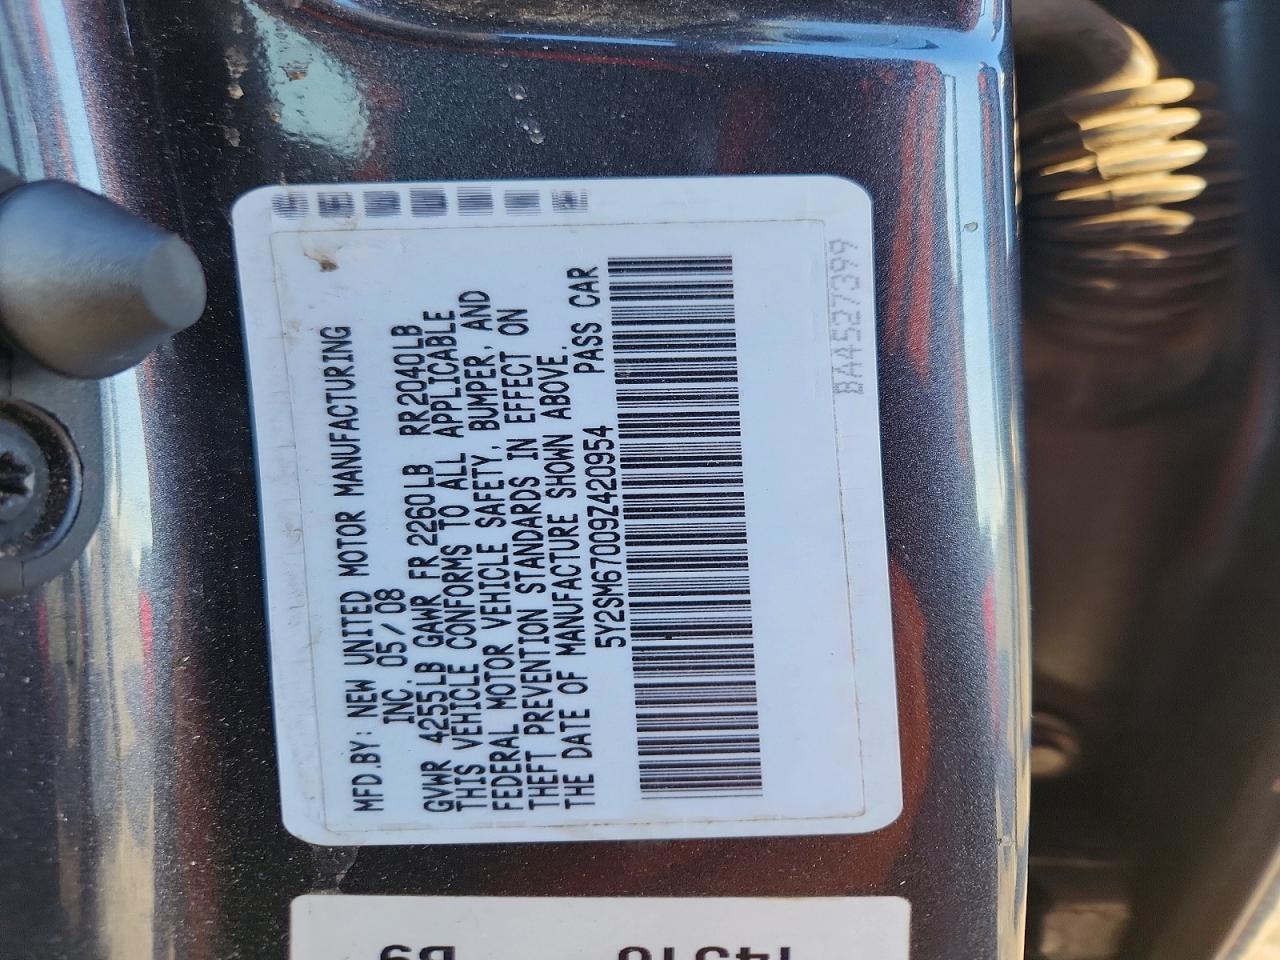 MFD.BY: NEW UNITED MOTOR MANUFACTURING
INC. 05/08
GVWR 4255LB GAWR FR 2260LB RR2040LB
THIS VEHICLE CONFORMS TO ALL APPLICABLE
FEDERAL MOTOR VEHICLE SAFETY, BUMPER, AND
THEFT PREVENTION STANDARDS IN EFFECT ON
THE DATE OF MANUFACTURE SHOWN ABOVE.
5Y2SM67009Z420954 PASS CAR
BA4527399